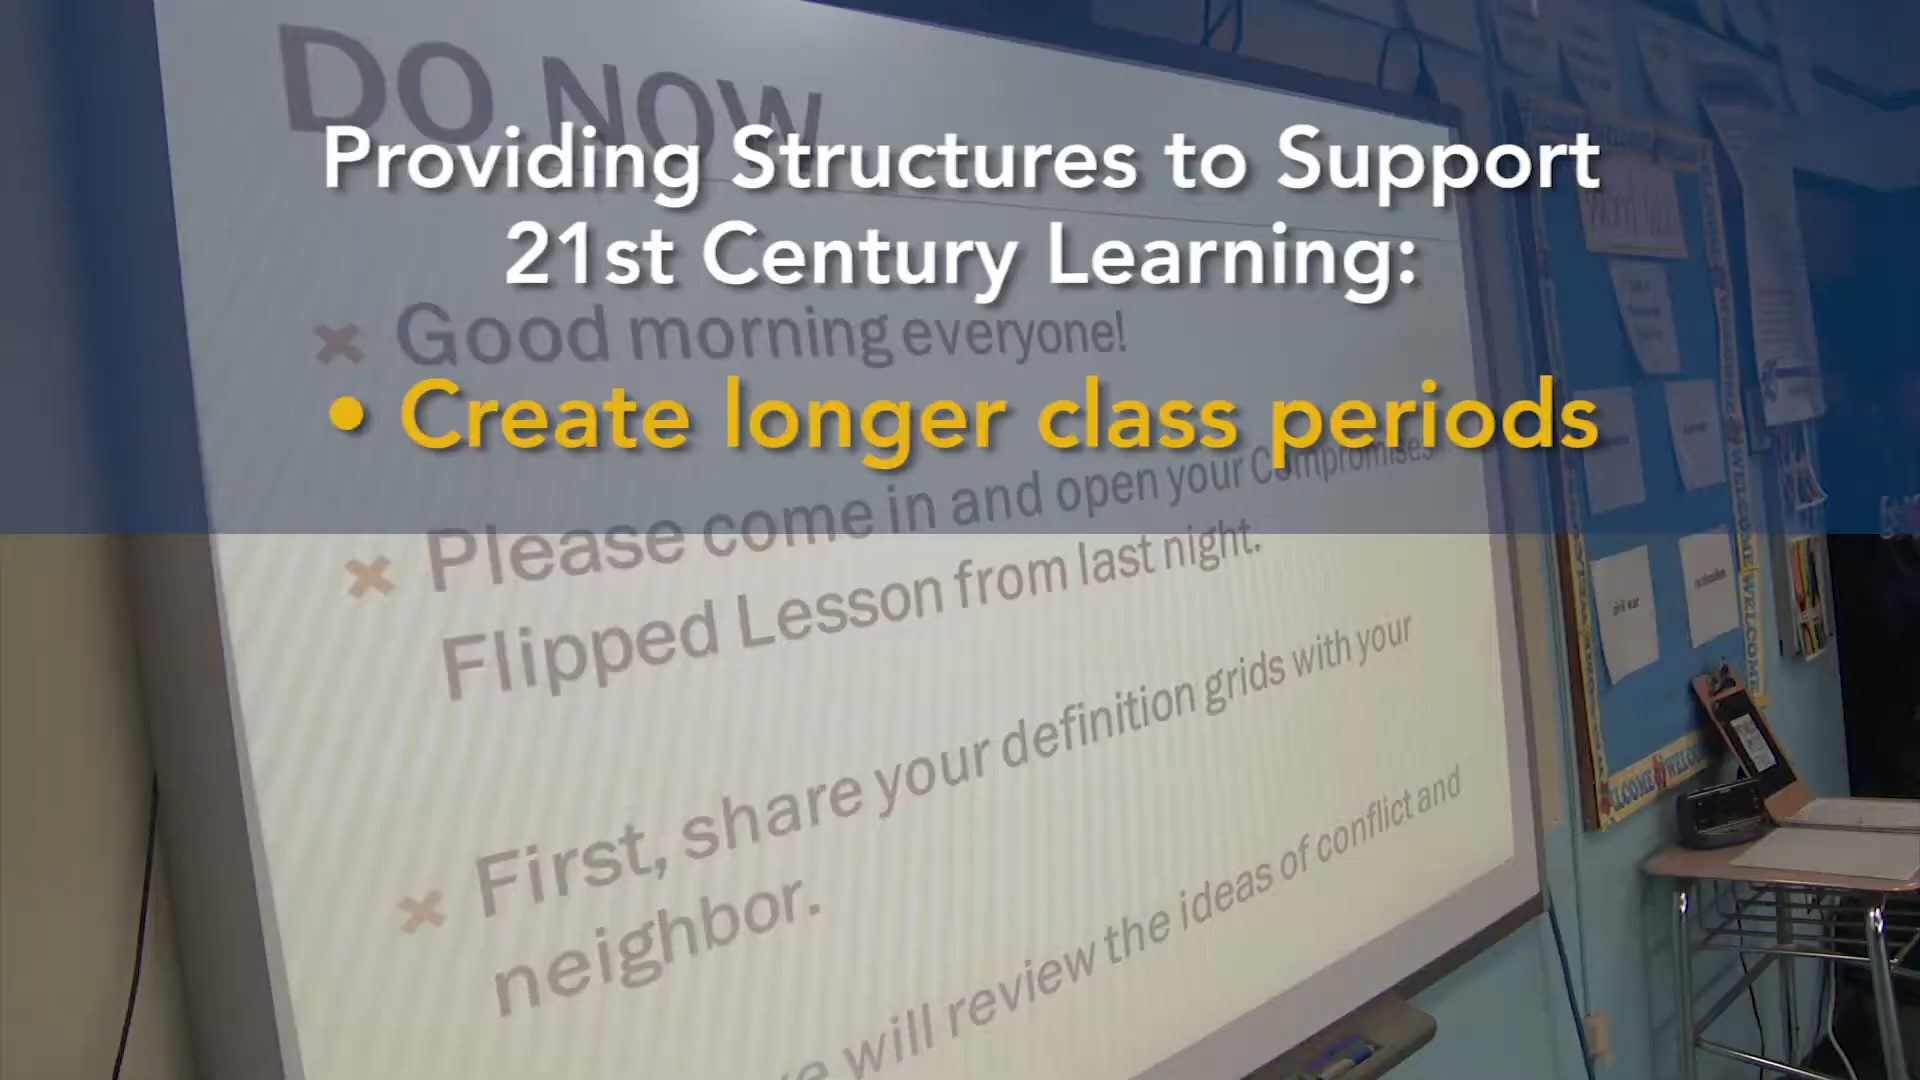 Providing Structures to Support
21st Century Learning:
• Create longer class periods
DO NOW
Good morning everyone!
Please come in and open your Compromises
Flipped Lesson from last night.
First, share your definition grids with your
neighbor.
will review the ideas of conflict and
WELCOME